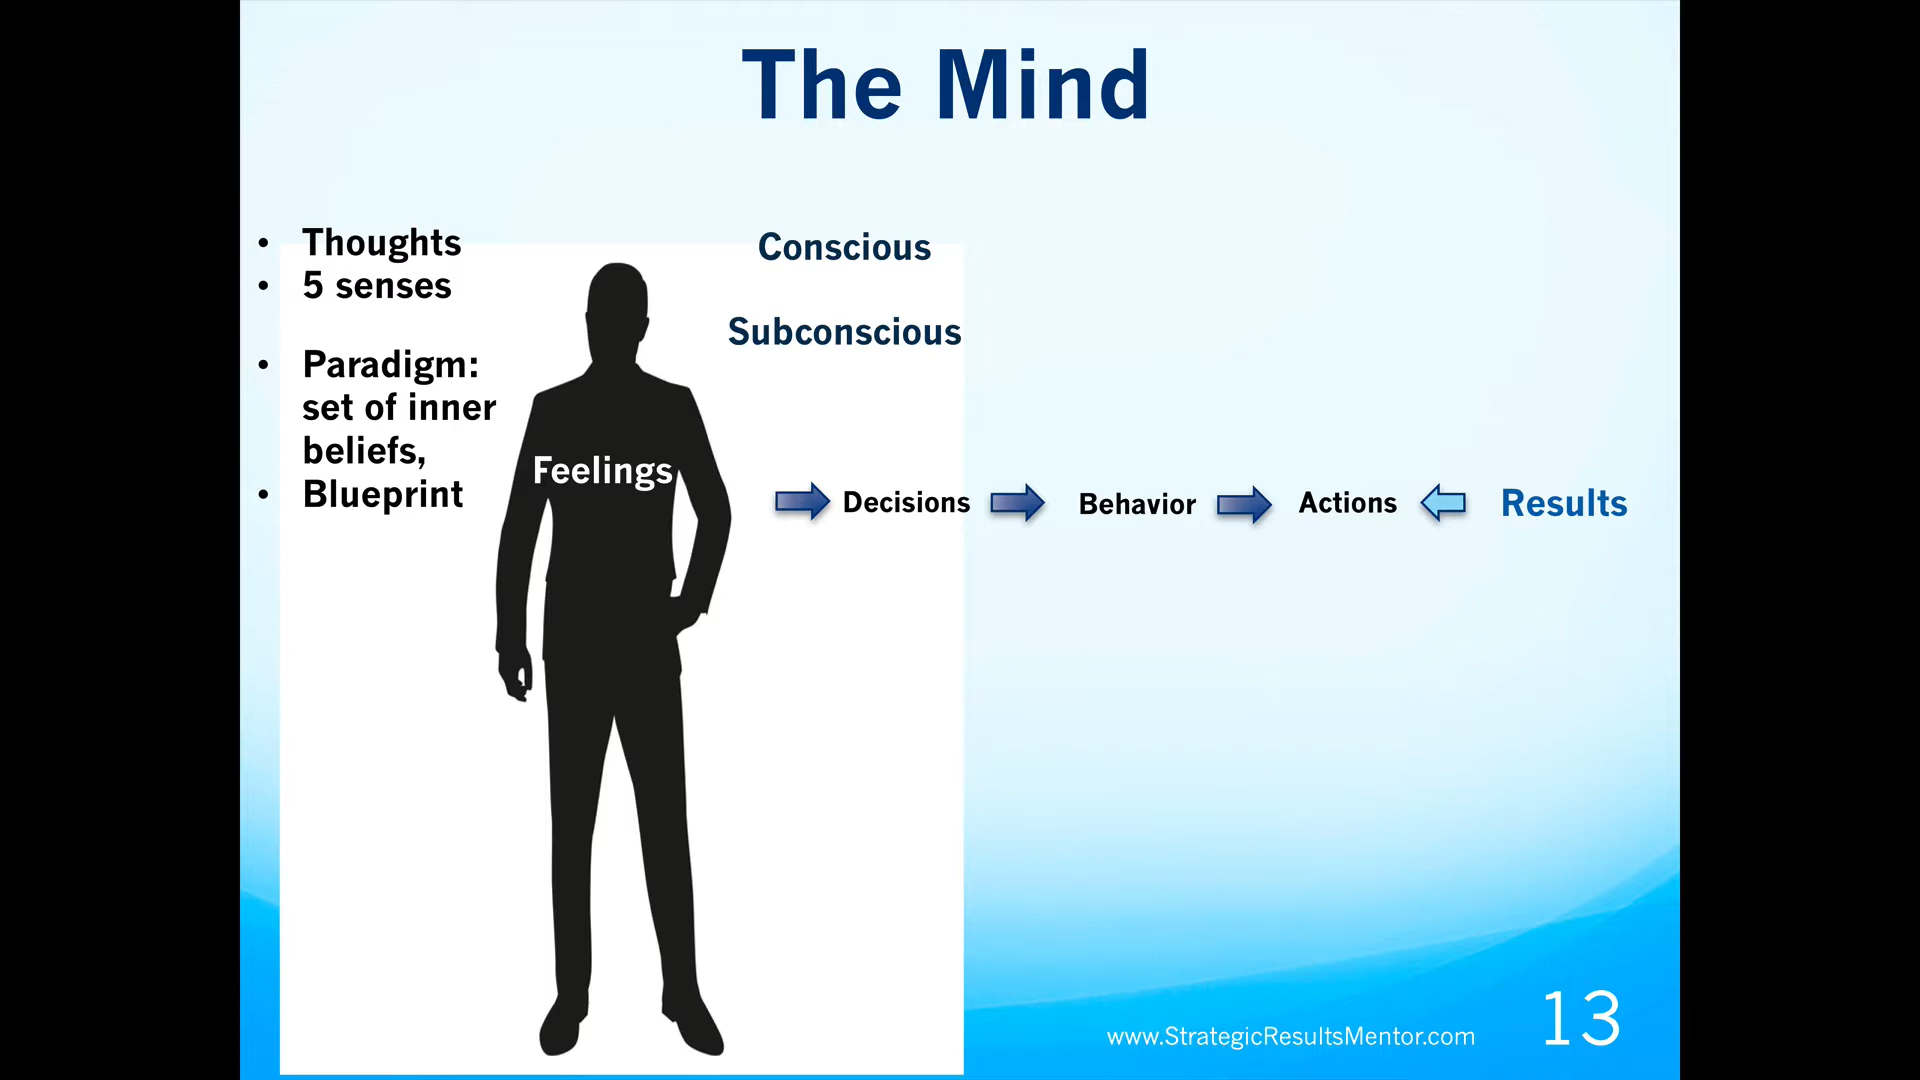 The Mind
• Thoughts
• 5 senses
• Paradigm:
set of inner
beliefs,
• Blueprint
Conscious
Subconscious
Feelings
Decisions
Behavior
Actions
Results
www.StrategicResultsMentor.com
13